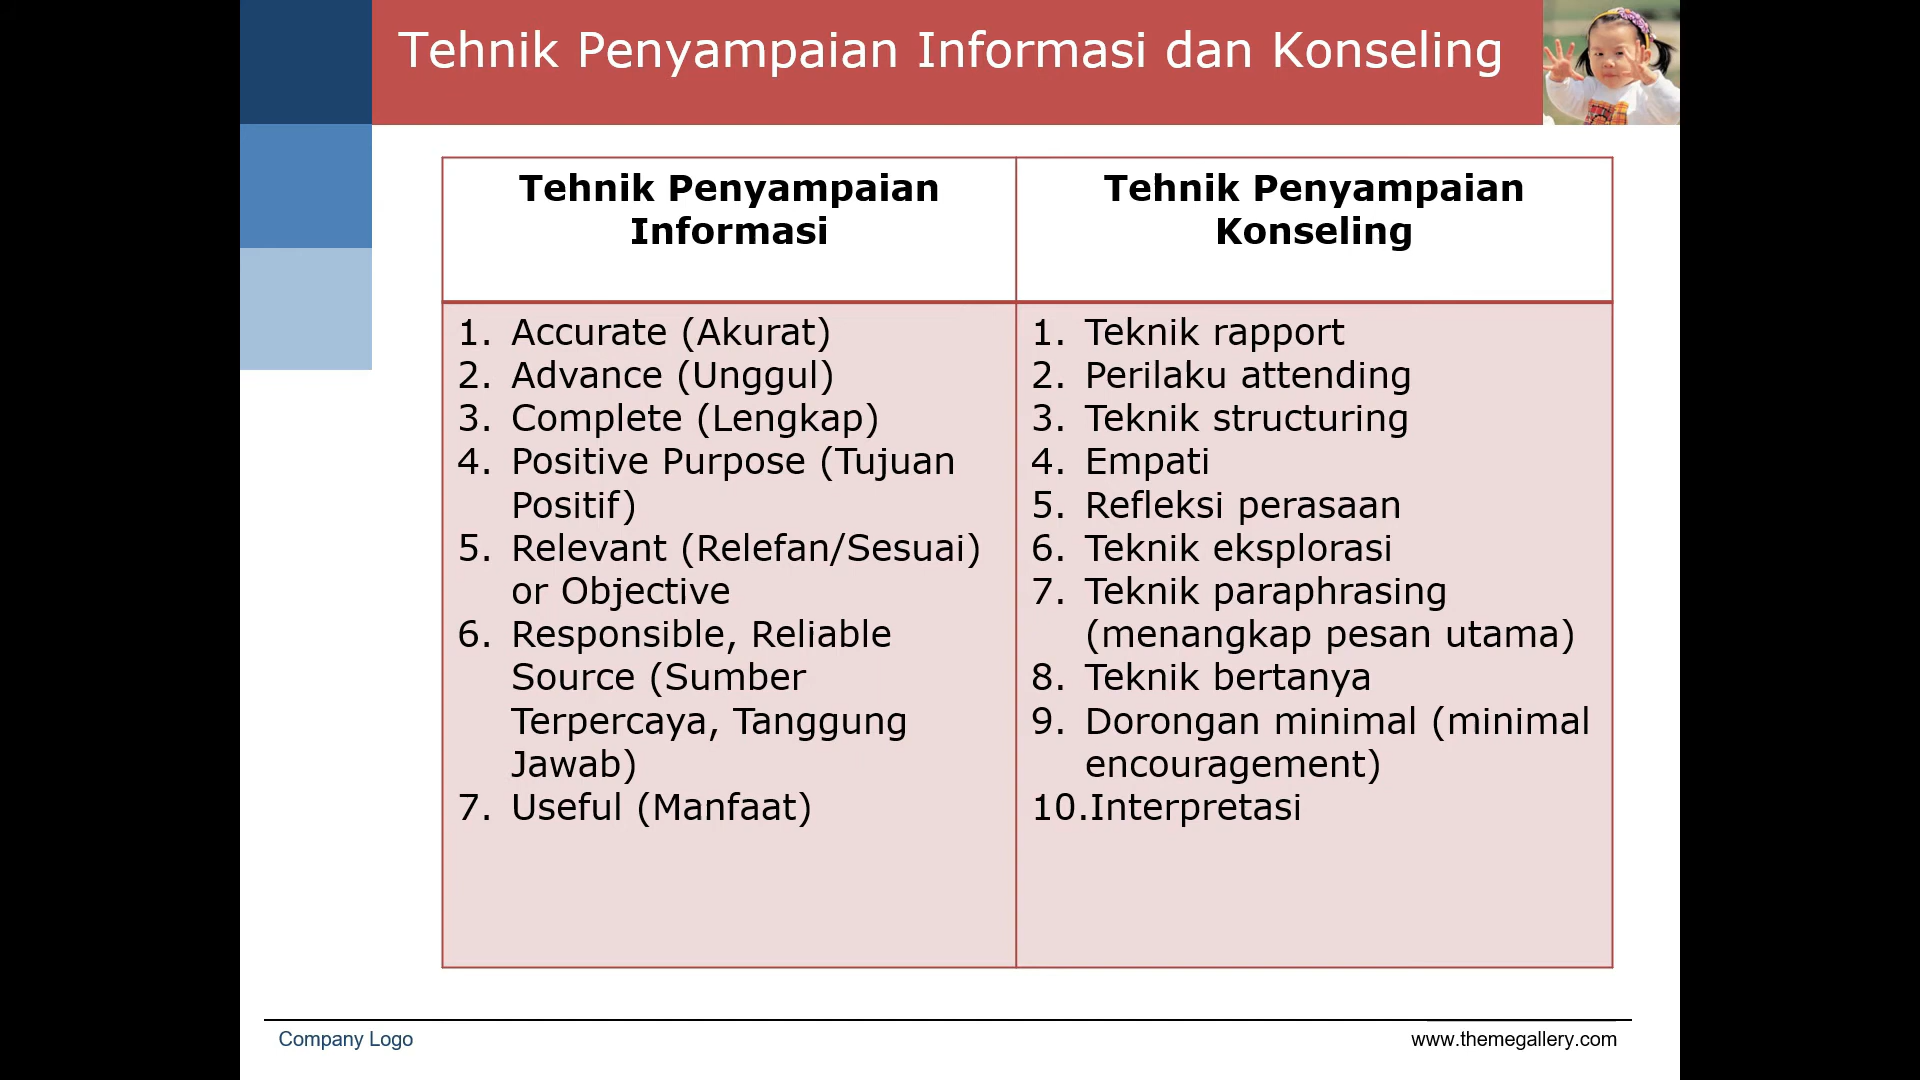 Tehnik Penyampaian Informasi dan Konseling
Tehnik Penyampaian
Informasi
1. Accurate (Akurat)
2. Advance (Unggul)
3. Complete (Lengkap)
4. Positive Purpose (Tujuan
Positif)
5. Relevant (Relefan/Sesuai)
or Objective
6. Responsible, Reliable
Source (Sumber
Terpercaya, Tanggung
Jawab)
7. Useful (Manfaat)
Tehnik Penyampaian
Konseling
1. Teknik rapport
2. Perilaku attending
3. Teknik structuring
4. Empati
5. Refleksi perasaan
6. Teknik eksplorasi
7. Teknik paraphrasing
(menangkap pesan utama)
8. Teknik bertanya
9. Dorongan minimal (minimal
encouragement)
10.Interpretasi
Company Logo
www.themegallery.com